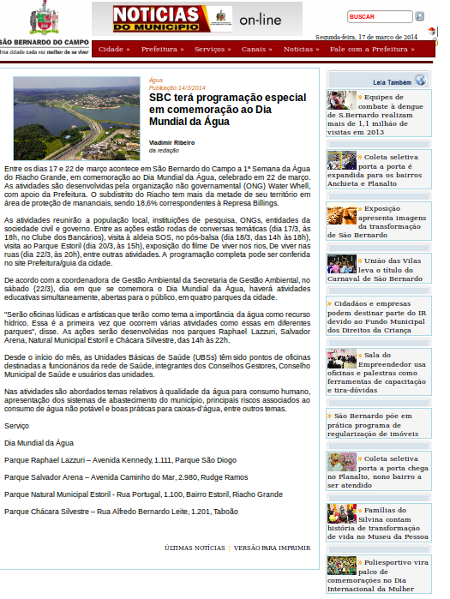 NOTICIAS
DO MUNICIPIO
on-line
BUSCAR
SÃO BERNARDO DO CAMPO
Uma cidade cada vez melhor de se viver
Segunda-feira, 17 de março de 2014
Cidade » Prefeitura » Serviços » Canais » Notícias » Fale com a Prefeitura »
Água
Publicação:14/3/2014
SBC terá programação especial
em comemoração ao Dia
Mundial da Água
Vladimir Ribeiro
da redação
Entre os dias 17 e 22 de março acontece em São Bernardo do Campo a 1ª Semana da Água
do Riacho Grande, em comemoração ao Dia Mundial da Água, celebrado em 22 de março.
As atividades são desenvolvidas pela organização não governamental (ONG) Water Whell,
com apoio da Prefeitura. O subdistrito do Riacho tem mais da metade de seu território em
área de proteção de mananciais, sendo 18,6% correspondentes à Represa Billings.
As atividades reunirão a população local, instituições de pesquisa, ONGs, entidades da
sociedade civil e governo. Entre as ações estão rodas de conversas temáticas (dia 17/3, às
18h, no Clube dos Bancários), visita à aldeia SOS, no pós-balsa (dia 18/3, das 14h às 18h),
visita ao Parque Estoril (dia 20/3, às 15h), exposição do filme De viver nos rios, De viver nas
ruas (dia 22/3, às 20h), entre outras atividades. A programação completa pode ser conferida
no site Prefeitura/guia da cidade.
De acordo com a coordenadora de Gestão Ambiental da Secretaria de Gestão Ambiental, no
sábado (22/3), dia em que se comemora o Dia Mundial da Água, haverá atividades
educativas simultaneamente, abertas para o público, em quatro parques da cidade.
"Serão oficinas lúdicas e artísticas que terão como tema a importância da água como recurso
hídrico. Essa é a primeira vez que ocorrem várias atividades como essas em diferentes
parques", disse. As ações serão desenvolvidas nos parques Raphael Lazzuri, Salvador
Arena, Natural Municipal Estoril e Chácara Silvestre, das 14h às 22h.
Desde o início do mês, as Unidades Básicas de Saúde (UBSs) têm sido pontos de oficinas
destinadas a funcionários da rede de Saúde, integrantes dos Conselhos Gestores, Conselho
Municipal de Saúde e usuários das unidades.
Nas atividades são abordados temas relativos à qualidade da água para consumo humano,
apresentação dos sistemas de abastecimento do município, principais riscos associados ao
consumo de água não potável e boas práticas para caixas-d'água, entre outros temas.
Serviço
Dia Mundial da Água
Parque Raphael Lazzuri – Avenida Kennedy, 1.111, Parque São Diogo
Parque Salvador Arena – Avenida Caminho do Mar, 2.980, Rudge Ramos
Parque Natural Municipal Estoril - Rua Portugal, 1.100, Bairro Estoril, Riacho Grande
Parque Chácara Silvestre – Rua Alfredo Bernardo Leite, 1.201, Taboão
ÚLTIMAS NOTÍCIAS | VERSÃO PARA IMPRIMIR
Leia Também
» Equipes de
combate à dengue
de S.Bernardo realizam
mais de 1,1 milhão de
visitas em 2013
» Coleta seletiva
porta a porta é
expandida para os bairros
Anchieta e Planalto
» Exposição
apresenta imagens
da transformação
de São Bernardo
» União das Vilas
leva o título do
Carnaval de São Bernardo
» Cidadãos e empresas
podem destinar parte do IR
devido ao Fundo Municipal
dos Direitos da Criança
» Sala do
Empreendedor usa
oficinas e palestras como
ferramentas de capacitação
e tira-dúvidas
» São Bernardo põe em
prática programa de
regularização de imóveis
» Coleta seletiva
porta a porta chega
no Planalto, nono bairro a
ser atendido
» Famílias do
Silvina contam
história de transformação
de vida no Museu da Pessoa
» Poliesportivo vira
palco de
comemorações no Dia
Internacional da Mulher